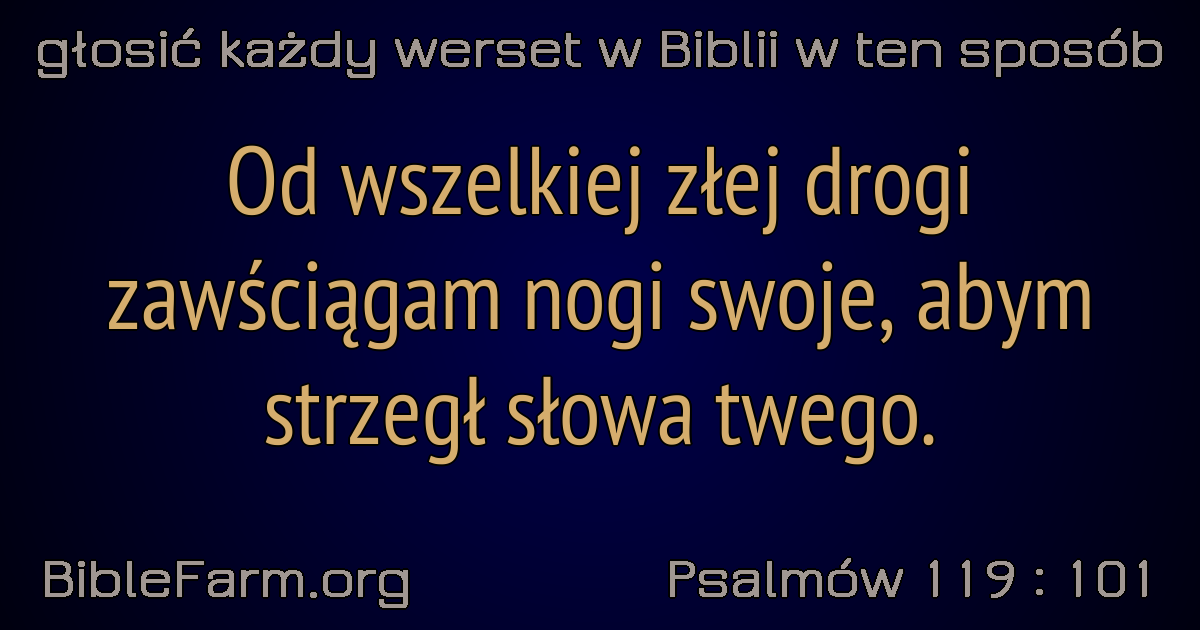 głosić każdy werset w Biblii w ten sposób
Od wszelkiej złej drogi
zawściągam nogi swoje, abym
strzegł słowa twego.
BibleFarm.org
Psalmów 119 : 101